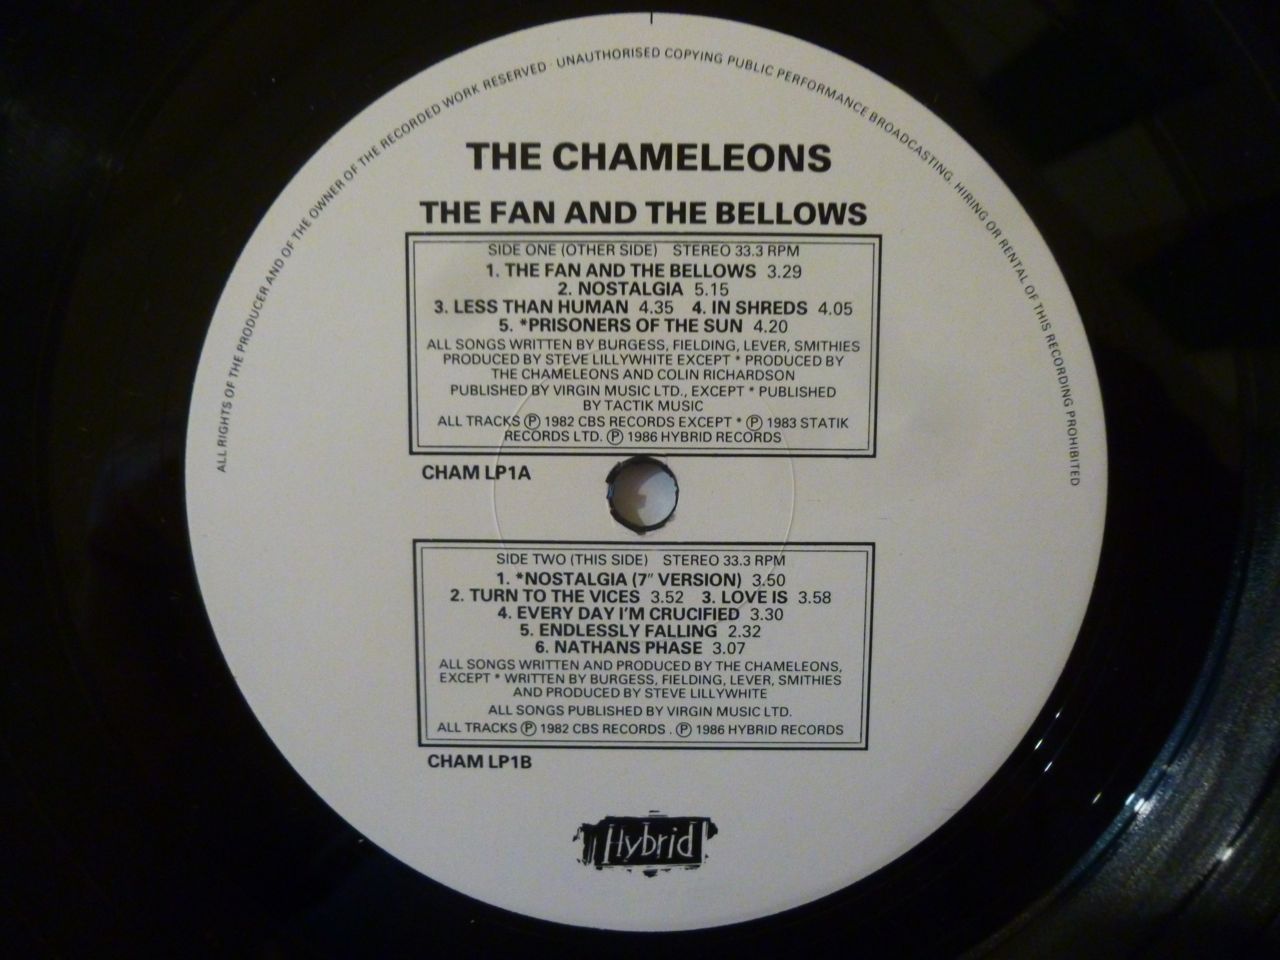 ALL RIGHTS OF THE PRODUCER AND OF THE OWNER OF THE RECORDED WORK RESERVED · UNAUTHORISED COPYING PUBLIC PERFORMANCE BROADCASTING. HIRING OR RENTAL OF THIS RECORDING PROHIBITED
THE CHAMELEONS
THE FAN AND THE BELLOWS
SIDE ONE (OTHER SIDE) STEREO 33.3 RPM
1. THE FAN AND THE BELLOWS 3.29
2. NOSTALGIA 5.15
3. LESS THAN HUMAN 4.35 4. IN SHREDS 4.05
5. *PRISONERS OF THE SUN 4.20
ALL SONGS WRITTEN BY BURGESS, FIELDING, LEVER, SMITHIES
PRODUCED BY STEVE LILLYWHITE EXCEPT * PRODUCED BY
THE CHAMELEONS AND COLIN RICHARDSON
PUBLISHED BY VIRGIN MUSIC LTD., EXCEPT * PUBLISHED
BY TACTIK MUSIC
ALL TRACKS ℗ 1982 CBS RECORDS EXCEPT * ℗ 1983 STATIK
RECORDS LTD. ℗ 1986 HYBRID RECORDS
CHAM LP1A
SIDE TWO (THIS SIDE) STEREO 33.3 RPM
1. *NOSTALGIA (7" VERSION) 3.50
2. TURN TO THE VICES 3.52 3. LOVE IS 3.58
4. EVERY DAY I'M CRUCIFIED 3.30
5. ENDLESSLY FALLING 2.32
6. NATHANS PHASE 3.07
ALL SONGS WRITTEN AND PRODUCED BY THE CHAMELEONS,
EXCEPT * WRITTEN BY BURGESS, FIELDING, LEVER, SMITHIES
AND PRODUCED BY STEVE LILLYWHITE
ALL SONGS PUBLISHED BY VIRGIN MUSIC LTD.
ALL TRACKS ℗ 1982 CBS RECORDS . ℗ 1986 HYBRID RECORDS
CHAM LP1B
Hybrid